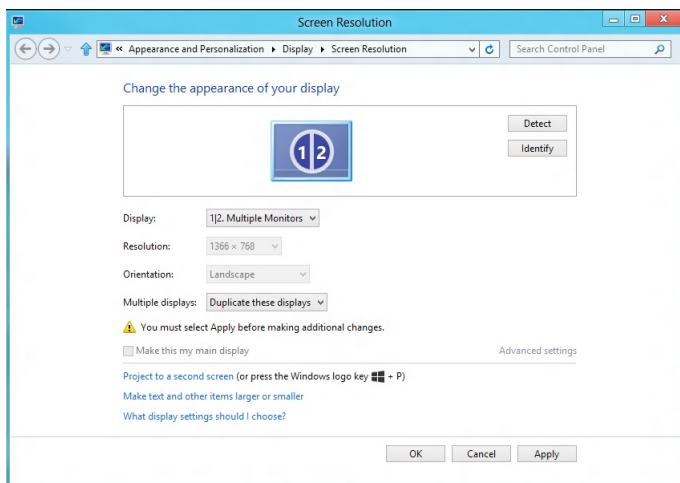 Screen Resolution
« Appearance and Personalization ▸ Display ▸ Screen Resolution
Search Control Panel
Change the appearance of your display
Detect
Identify
1|2
Display: 1|2. Multiple Monitors
Resolution: 1366 × 768
Orientation: Landscape
Multiple displays: Duplicate these displays
You must select Apply before making additional changes.
Make this my main display Advanced settings
Project to a second screen (or press the Windows logo key + P)
Make text and other items larger or smaller
What display settings should I choose?
OK Cancel Apply